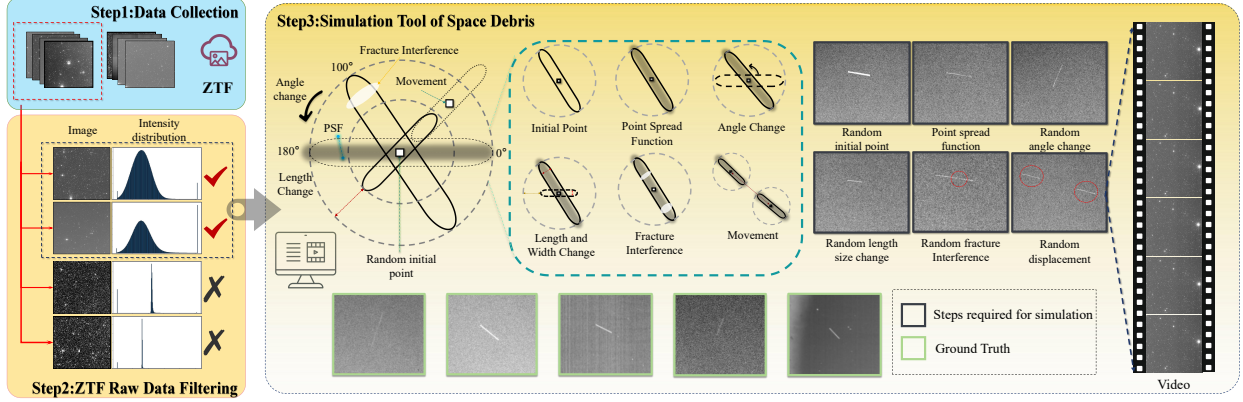 Step1:Data Collection
ZTF
Image
Intensity
distribution
Step2:ZTF Raw Data Filtering
Step3:Simulation Tool of Space Debris
Fracture Interference
100°
Movement
Angle
change
PSF
180°
0°
Length
Change
Random initial
point
Initial Point
Point Spread
Function
Angle Change
Length and
Width Change
Fracture
Interference
Movement
Random
initial point
Point spread
function
Random
angle change
Random length
size change
Random fracture
Interference
Random
displacement
Steps required for simulation
Ground Truth
Video